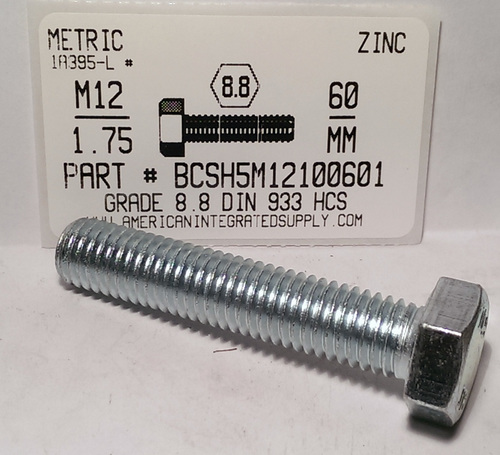 METRIC ZINC
1A395-L #
M12 8.8 60
1.75 MM
PART # BCSH5M12100601
GRADE 8.8 DIN 933 HCS
WWW.AMERICANINTEGRATEDSUPPLY.COM